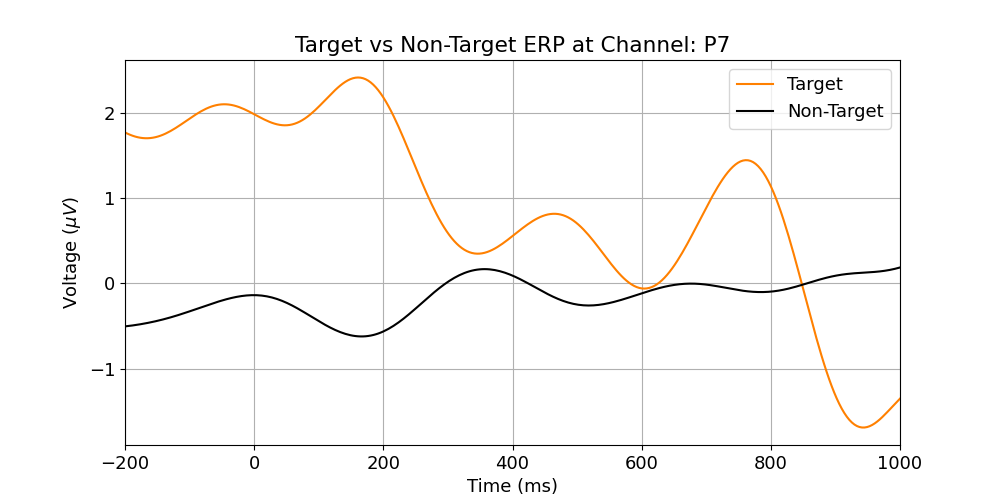 Target vs Non-Target ERP at Channel: P7
Target
Non-Target
2
1
0
−1
Voltage (μV)
−200
0
200
400
600
800
1000
Time (ms)